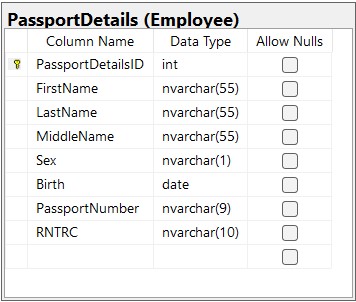 PassportDetails (Employee)
Column Name Data Type Allow Nulls
PassportDetailsID int
FirstName nvarchar(55)
LastName nvarchar(55)
MiddleName nvarchar(55)
Sex nvarchar(1)
Birth date
PassportNumber nvarchar(9)
RNTRC nvarchar(10)